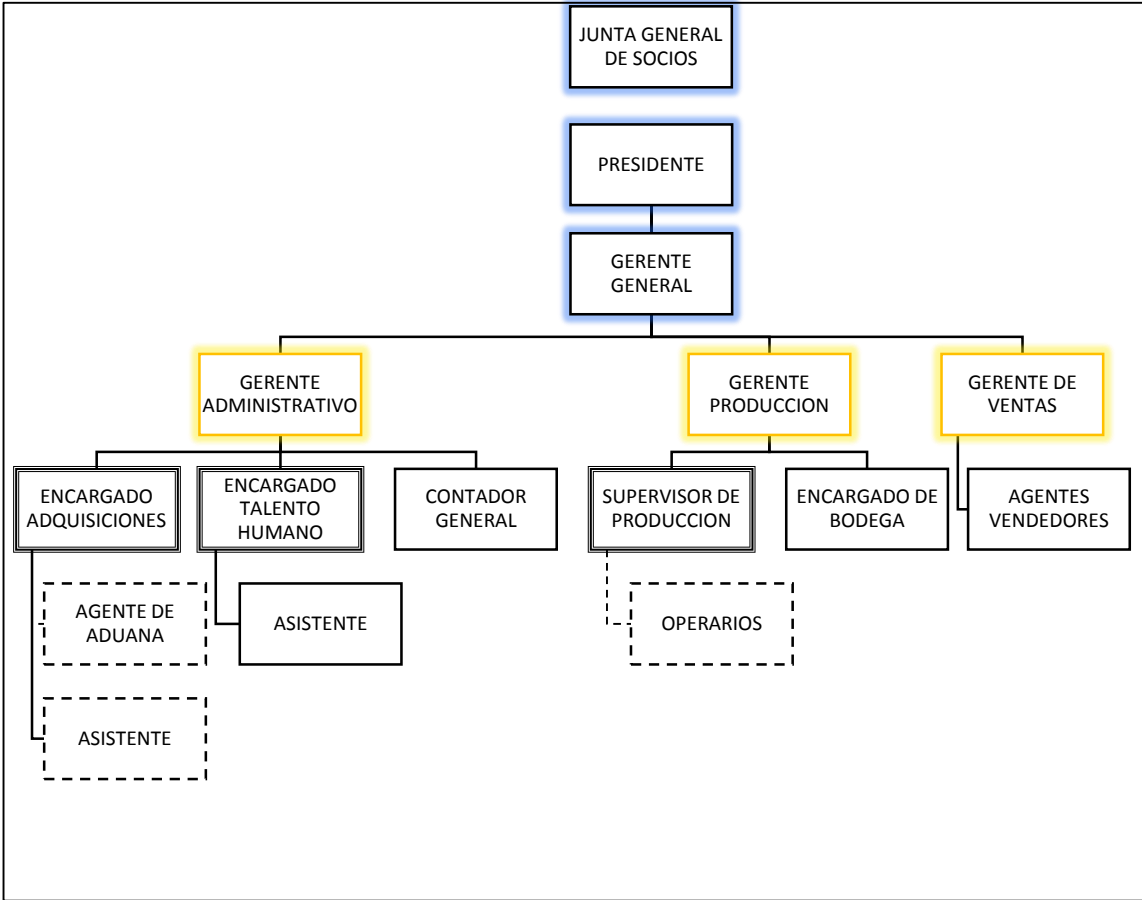 JUNTA GENERAL
DE SOCIOS
PRESIDENTE
GERENTE
GENERAL
GERENTE
ADMINISTRATIVO
GERENTE
PRODUCCION
GERENTE DE
VENTAS
ENCARGADO
ADQUISICIONES
ENCARGADO
TALENTO
HUMANO
CONTADOR
GENERAL
SUPERVISOR DE
PRODUCCION
ENCARGADO DE
BODEGA
AGENTES
VENDEDORES
AGENTE DE
ADUANA
ASISTENTE
OPERARIOS
ASISTENTE